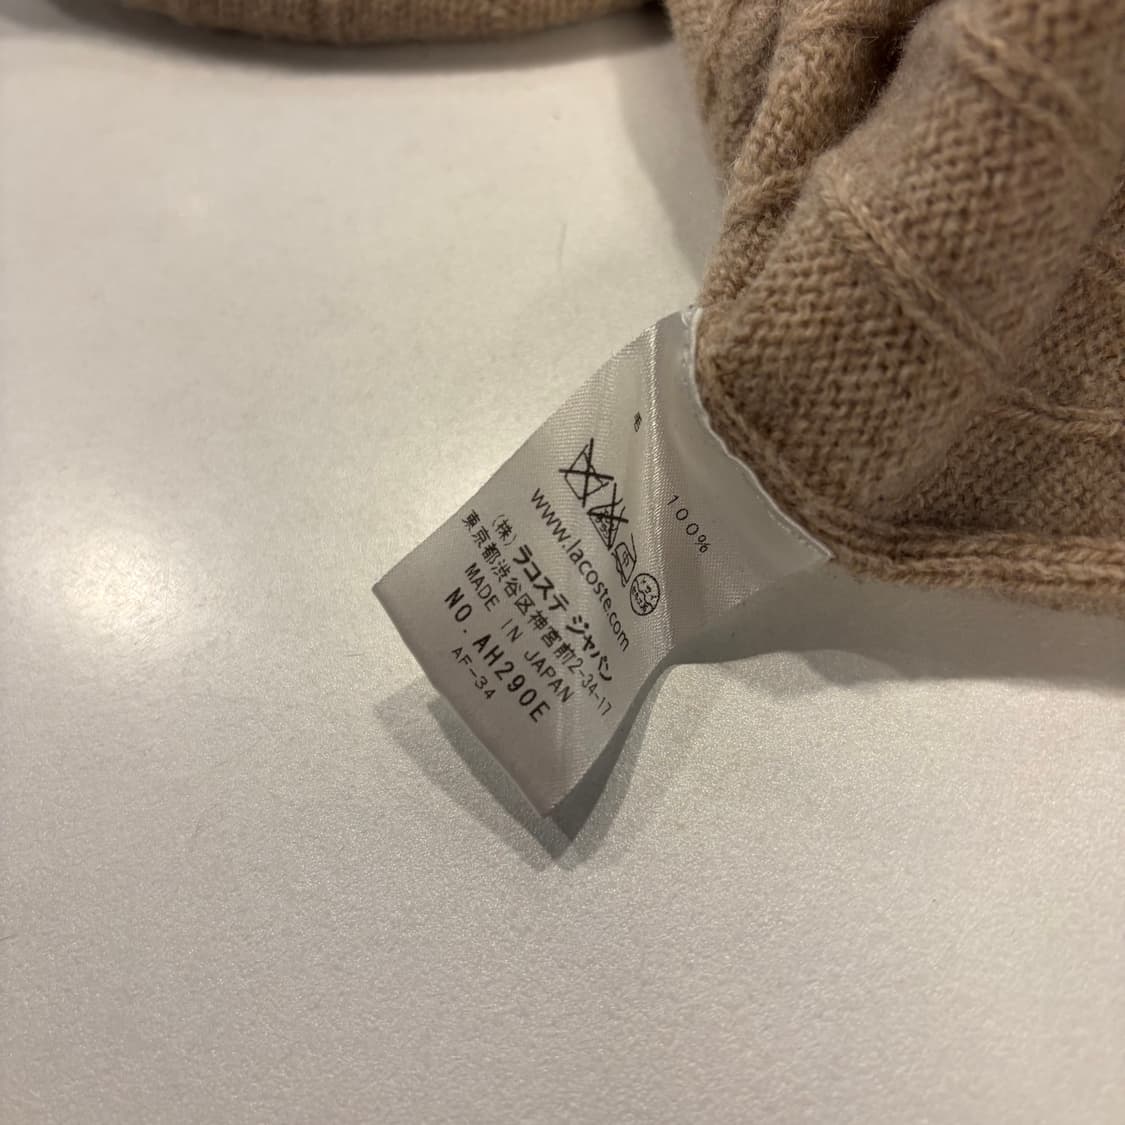 毛 100%
www.lacoste.com
(株) ラコステ ジャパン
東京都渋谷区神宮前2-34-17
MADE IN JAPAN
NO. AH290E
AF-34